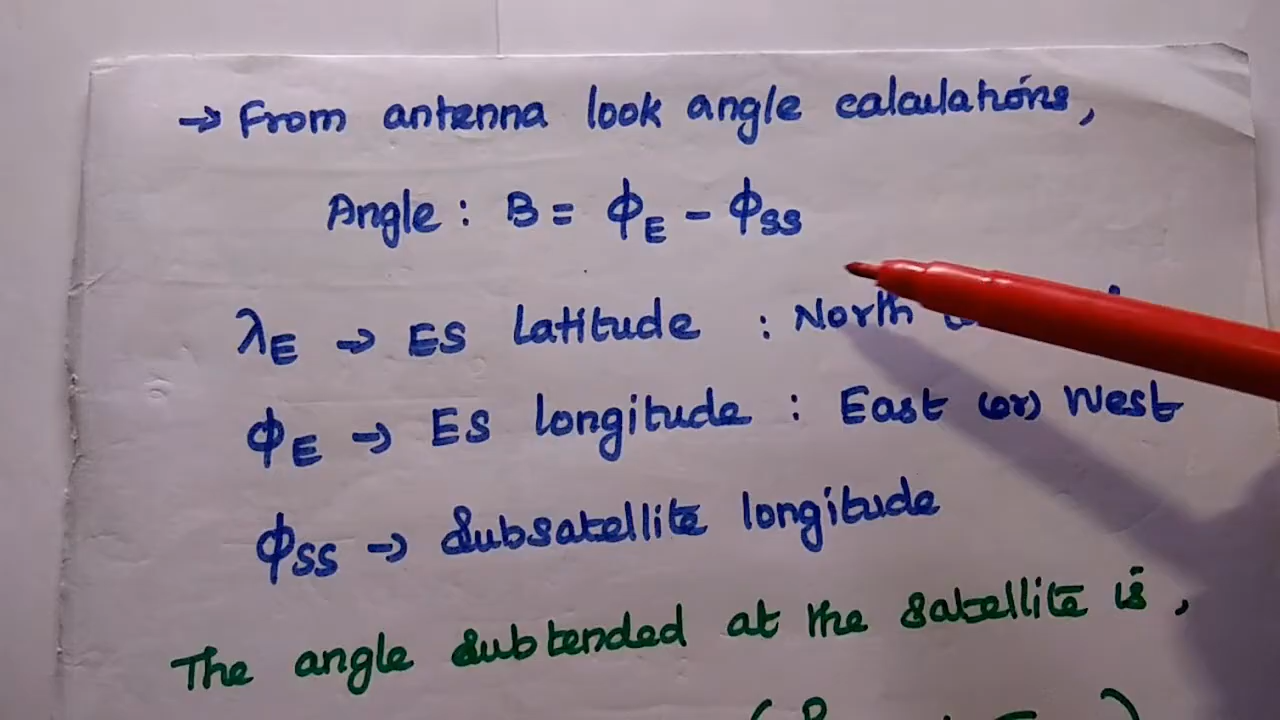 → From antenna look angle calculations,
Angle : B = ϕE - ϕSS
λE → ES Latitude : North
ϕE → ES longitude : East (or) West
ϕSS → Subsatellite longitude
The angle subtended at the satellite is,